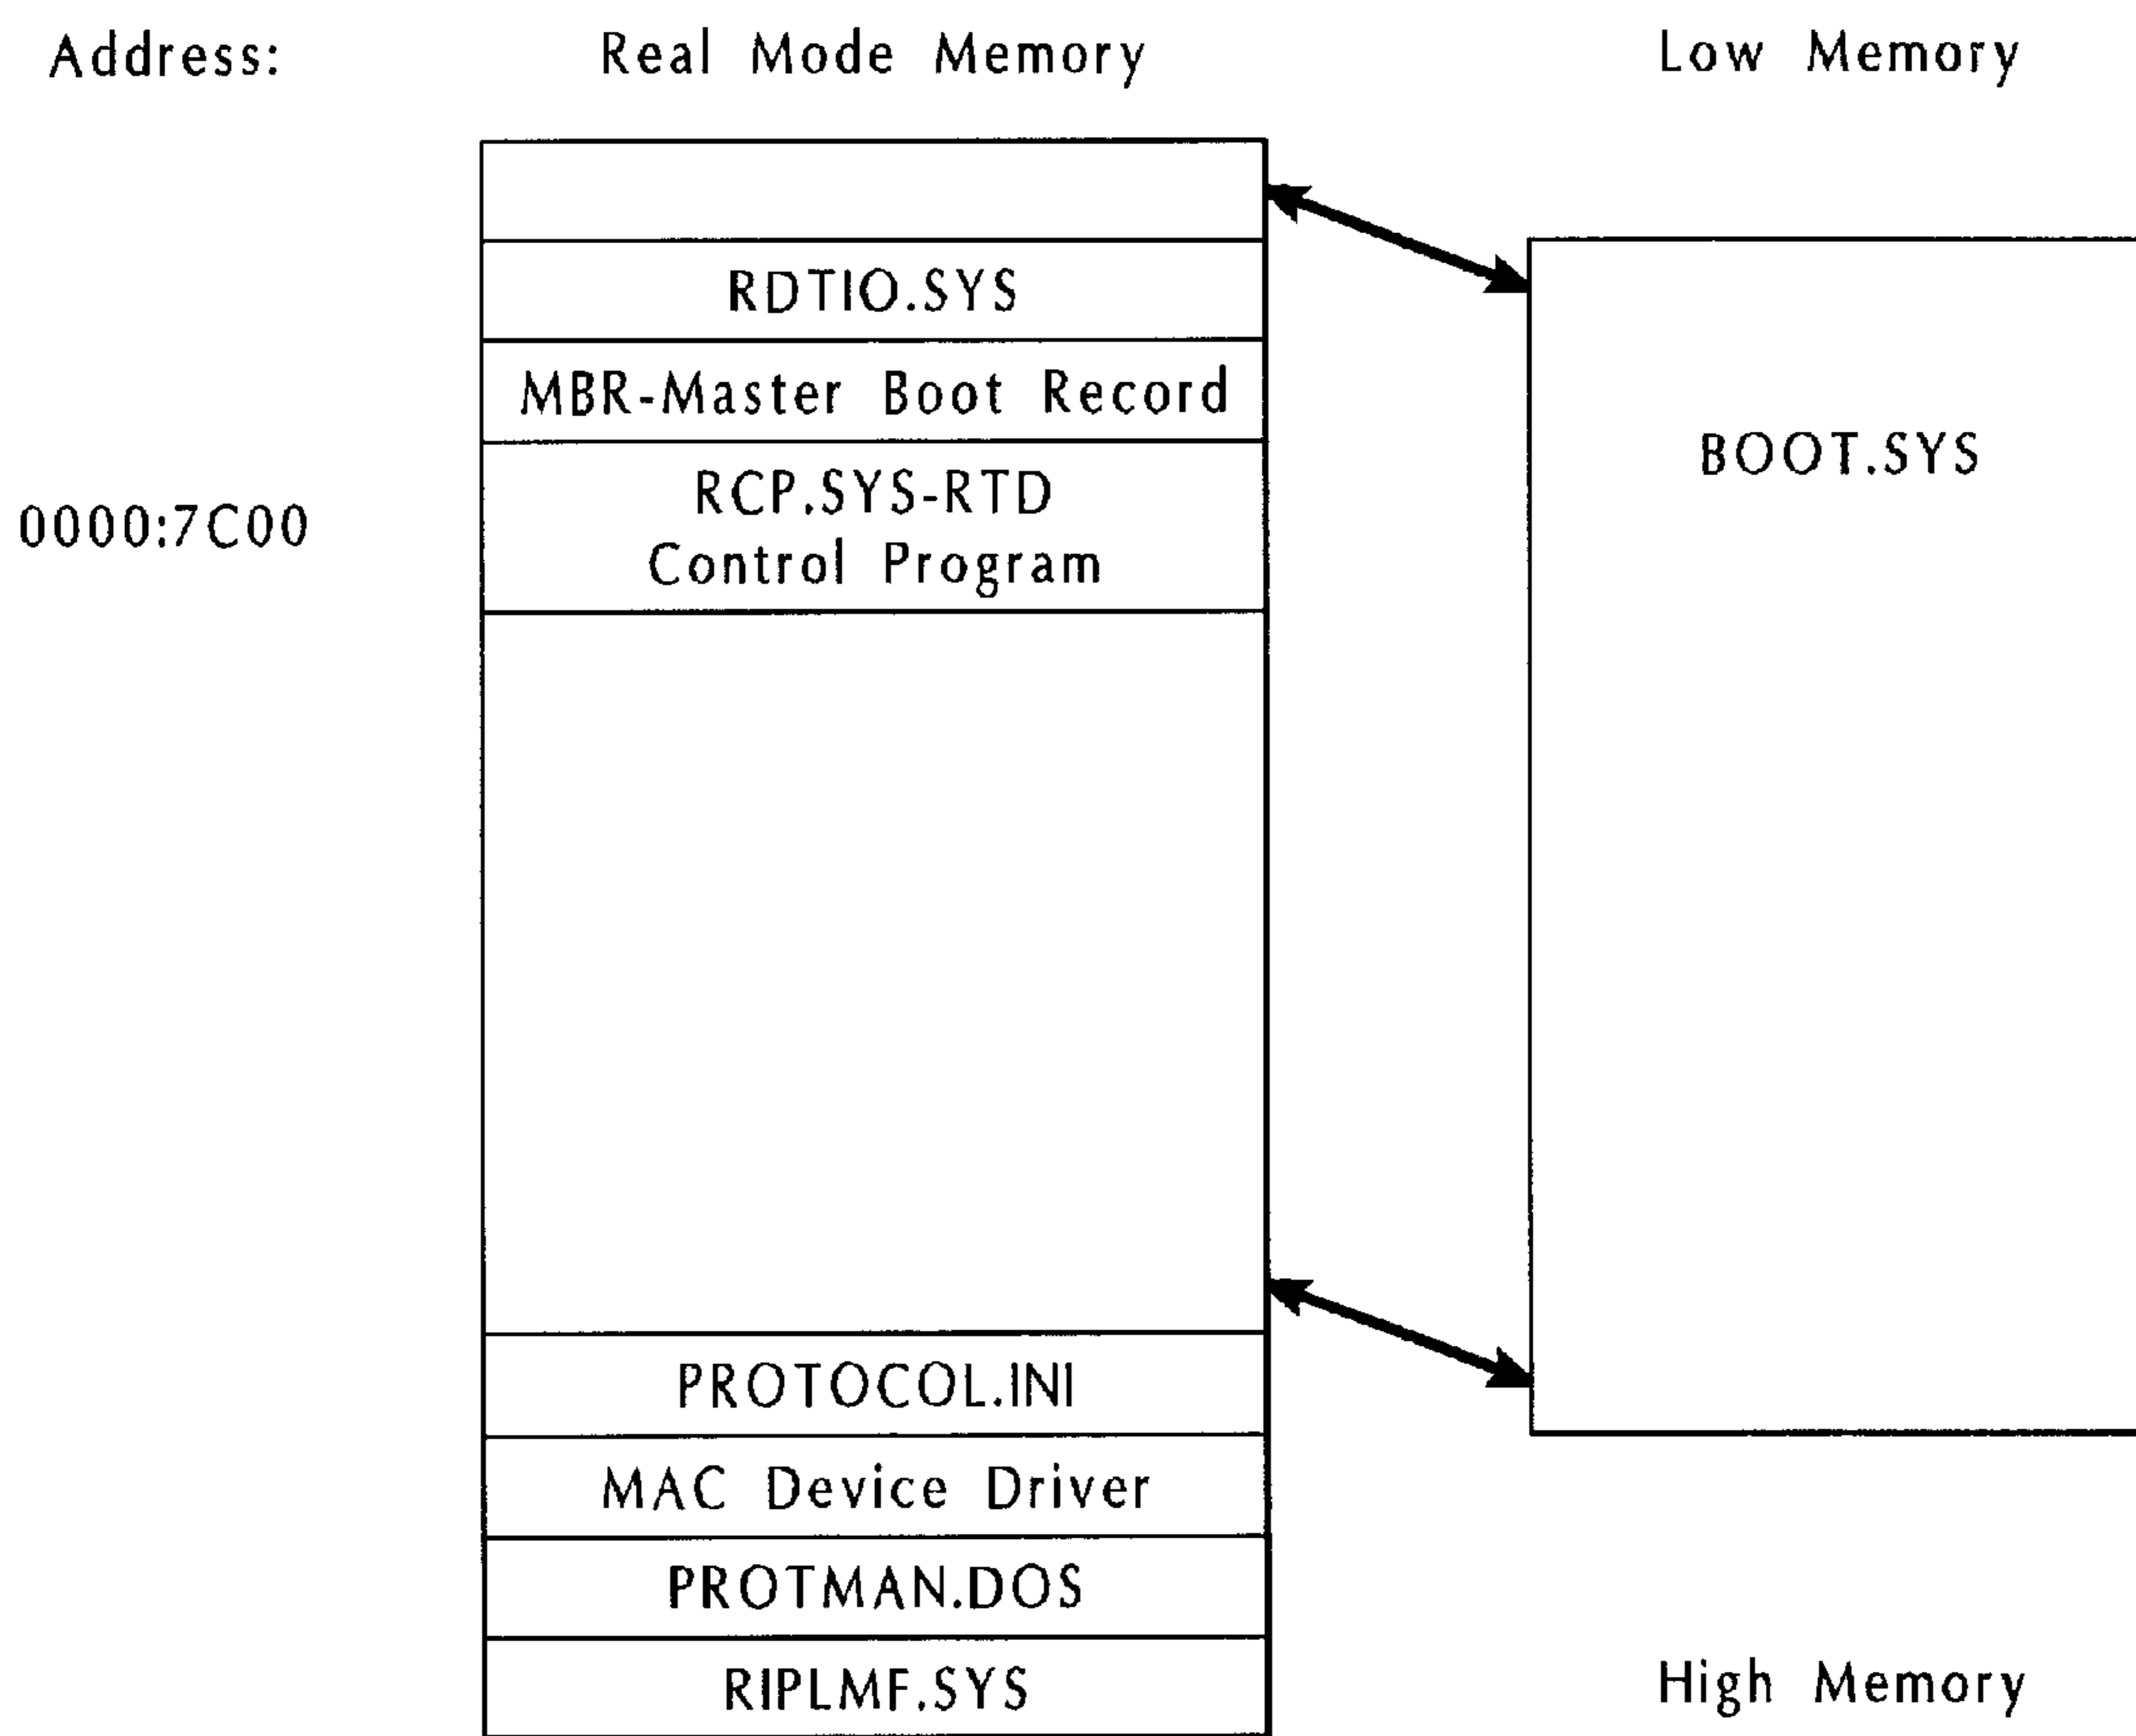 Address:
Real Mode Memory
Low Memory
RDTIO.SYS
MBR-Master Boot Record
RCP.SYS-RTD
Control Program
0000:7C00
BOOT.SYS
PROTOCOL.INI
MAC Device Driver
PROTMAN.DOS
RIPLMF.SYS
High Memory